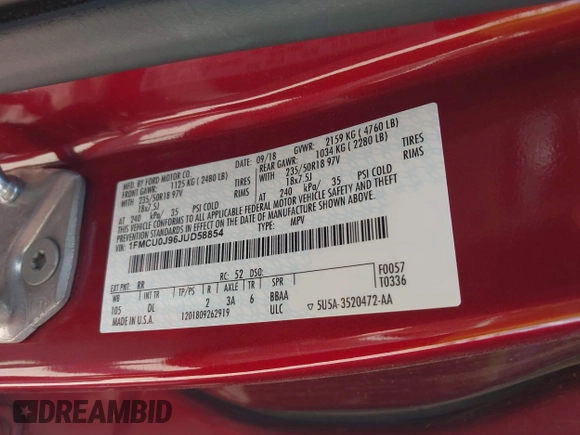 MFD. BY FORD MOTOR CO.
09/18 GVWR: 2159 KG ( 4760 LB)
FRONT GAWR: 1125 KG ( 2480 LB)
REAR GAWR: 1034 KG ( 2280 LB)
235/50R18 97V TIRES
235/50R18 97V TIRES
18x7.5J RIMS
18x7.5J RIMS
AT 240 kPa/ 35 PSI COLD
AT 240 kPa/ 35 PSI COLD
THIS VEHICLE CONFORMS TO ALL APPLICABLE FEDERAL MOTOR VEHICLE SAFETY AND THEFT
PREVENTION STANDARDS IN EFFECT ON THE DATE OF MANUFACTURE SHOWN ABOVE.
VIN: 1FMCU0J96JUD58854
TYPE: MPV
EXT PNT: RR RC: 52 DSO: F0057
WB INT TR TP/PS R AXLE TR SPR T0336
105 DL 2 3A 6 BBAA
MADE IN U.S.A. 1201809262919 ULC ▽ 5U5A-3520472-AA
DREAMBID